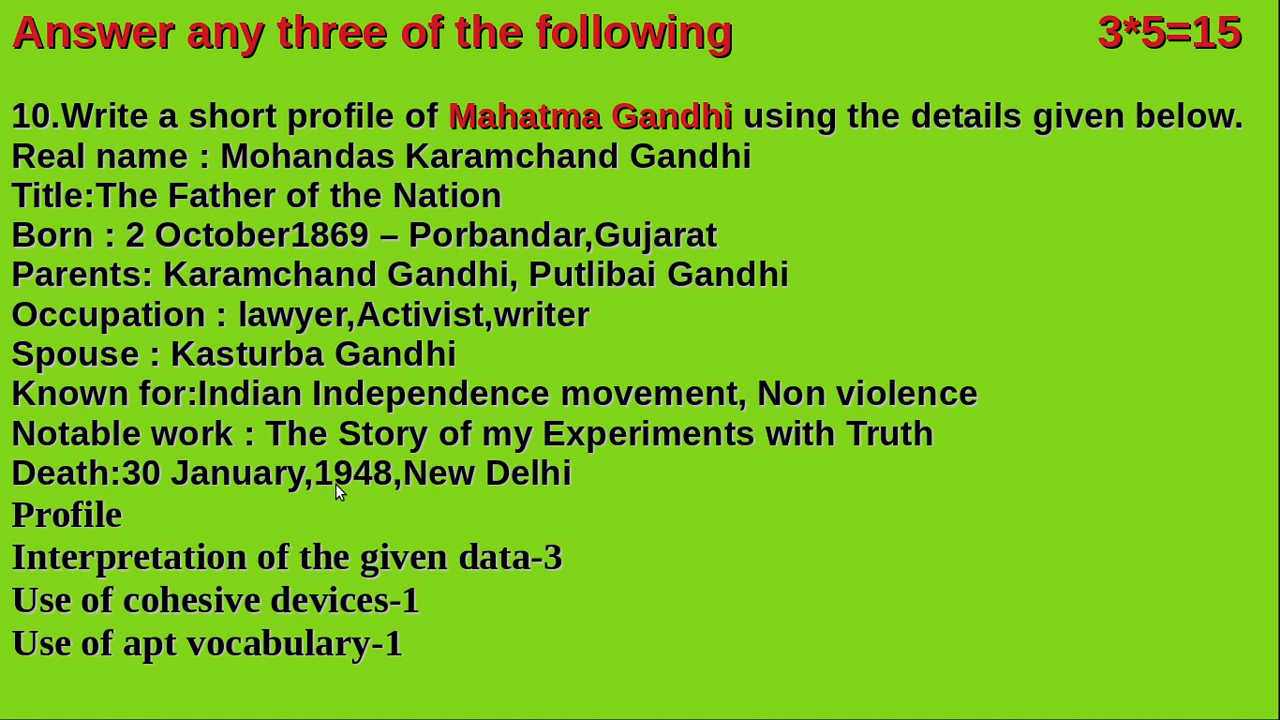 Answer any three of the following 3*5=15
10.Write a short profile of Mahatma Gandhi using the details given below.
Real name : Mohandas Karamchand Gandhi
Title:The Father of the Nation
Born : 2 October1869 – Porbandar,Gujarat
Parents: Karamchand Gandhi, Putlibai Gandhi
Occupation : lawyer,Activist,writer
Spouse : Kasturba Gandhi
Known for:Indian Independence movement, Non violence
Notable work : The Story of my Experiments with Truth
Death:30 January,1948,New Delhi
Profile
Interpretation of the given data-3
Use of cohesive devices-1
Use of apt vocabulary-1